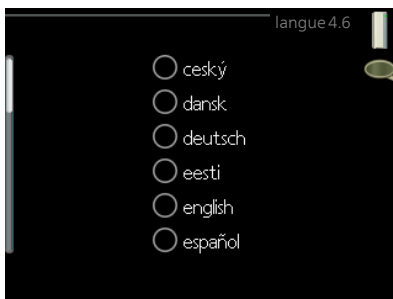 langue 4.6
ceský
dansk
deutsch
eesti
english
español